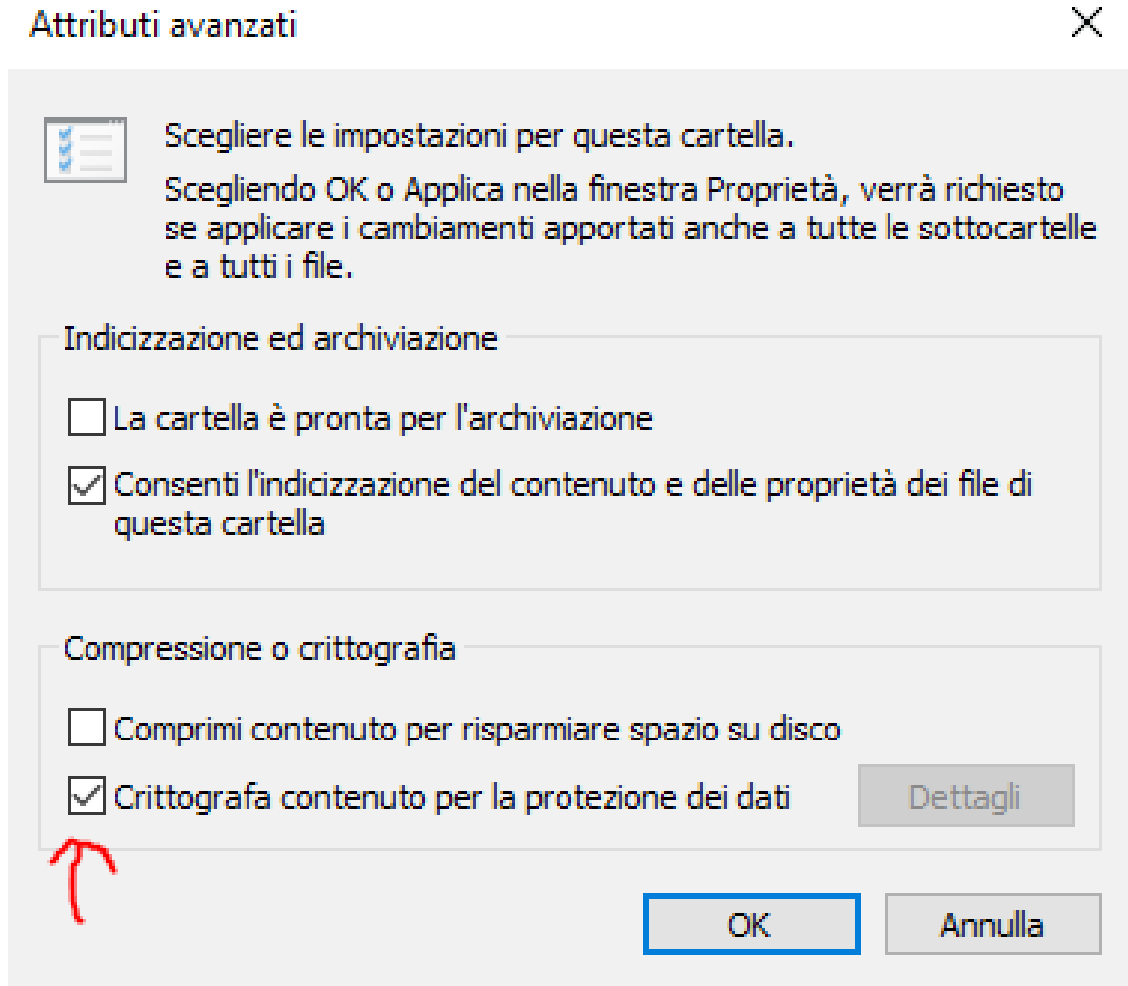 Attributi avanzati
Scegliere le impostazioni per questa cartella.
Scegliendo OK o Applica nella finestra Proprietà, verrà richiesto
se applicare i cambiamenti apportati anche a tutte le sottocartelle
e a tutti i file.
Indicizzazione ed archiviazione
La cartella è pronta per l'archiviazione
Consenti l'indicizzazione del contenuto e delle proprietà dei file di
questa cartella
Compressione o crittografia
Comprimi contenuto per risparmiare spazio su disco
Crittografa contenuto per la protezione dei dati
Dettagli
OK
Annulla